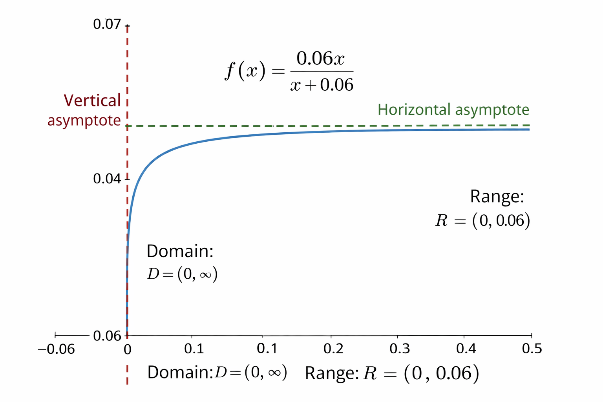 0.07
f(x) = 0.06x / x + 0.06
Vertical
asymptote
Horizontal asymptote
0.04
Range:
R = (0, 0.06)
Domain:
D = (0, ∞)
0.06
−0.06 0 0.1 0.1 0.2 0.3 0.4 0.5
Domain: D = (0, ∞) Range: R = (0, 0.06)